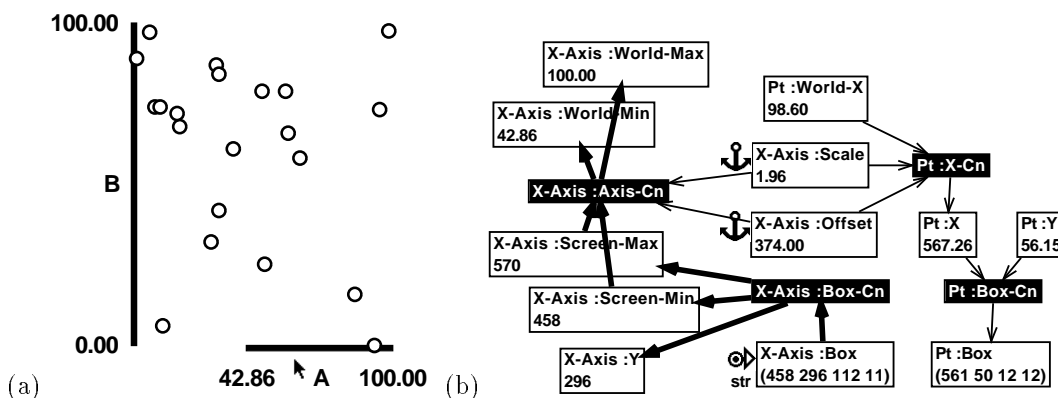 100.00
B
0.00
42.86 A 100.00
(a)
X-Axis :World-Max
100.00
X-Axis :World-Min
42.86
Pt :World-X
98.60
X-Axis :Scale
1.96
Pt :X-Cn
X-Axis :Axis-Cn
X-Axis :Offset
374.00
Pt :X
567.26
Pt :Y
56.15
X-Axis :Screen-Max
570
X-Axis :Screen-Min
458
X-Axis :Box-Cn
Pt :Box-Cn
X-Axis :Y
296
str
X-Axis :Box
(458 296 112 11)
Pt :Box
(561 50 12 12)
(b)